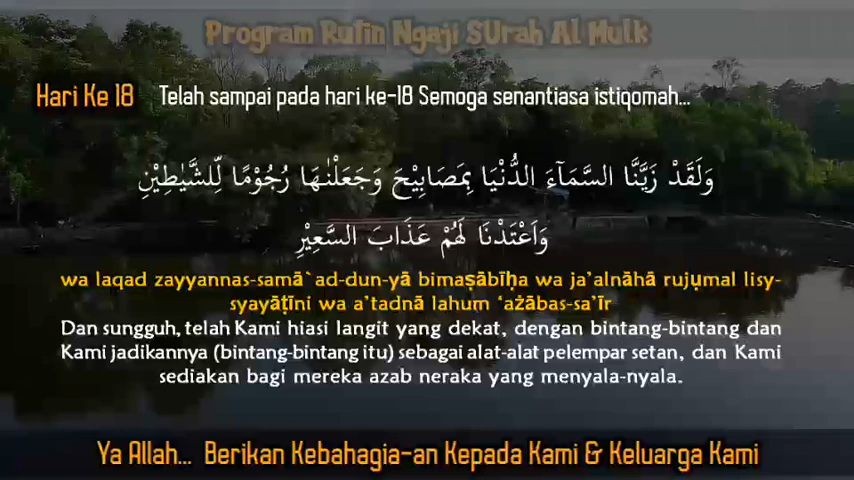 Program Rutin Ngaji SUrah Al Mulk
Hari Ke 18 Telah sampai pada hari ke-18 Semoga senantiasa istiqomah...
وَلَقَدْ زَيَّنَّا السَّمَاۤءَ الدُّنْيَا بِمَصَابِيْحَ وَجَعَلْنٰهَا رُجُوْمًا لِّلشَّيٰطِيْنِ
وَاَعْتَدْنَا لَهُمْ عَذَابَ السَّعِيْرِ
wa laqad zayyannas-samā`ad-dun-yā bimaṣābīḥa wa ja’alnāhā rujụmal lisy-
syayāṭīni wa a’tadnā lahum ‘ażābas-sa’īr
Dan sungguh, telah Kami hiasi langit yang dekat, dengan bintang-bintang dan
Kami jadikannya (bintang-bintang itu) sebagai alat-alat pelempar setan, dan Kami
sediakan bagi mereka azab neraka yang menyala-nyala.
Ya Allah... Berikan Kebahagia-an Kepada Kami & Keluarga Kami